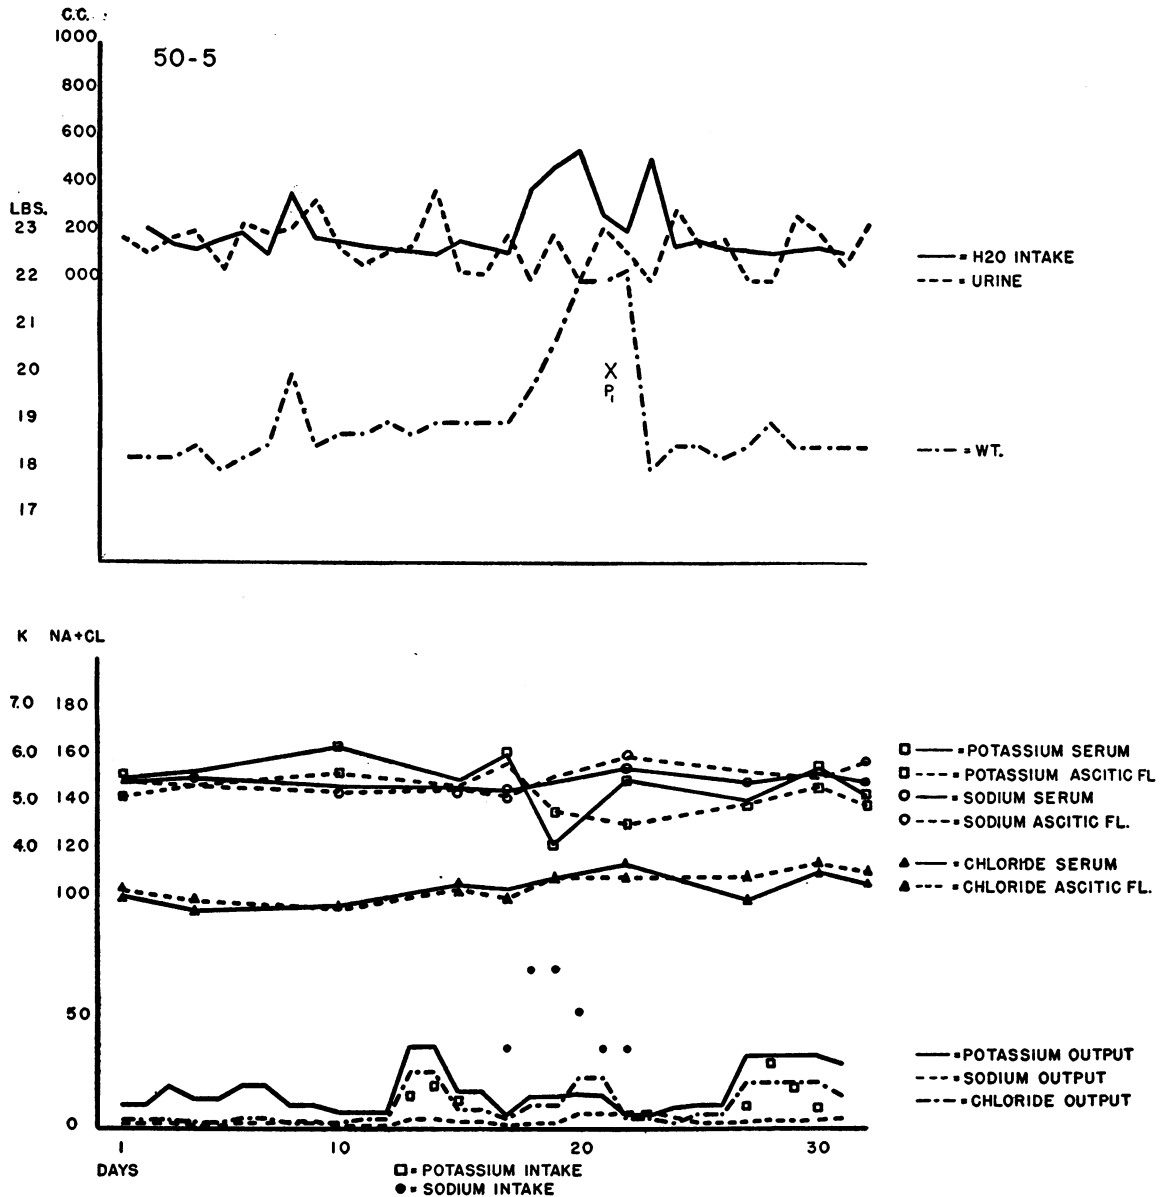 C.C.
1000
50-5
800
600
400
LBS.
23 200
22 000
21
20
19
18
17
X
P1
= H2O INTAKE
= URINE
= WT.
K NA+CL
7.0 180
6.0 160
5.0 140
4.0 120
100
50
0
= POTASSIUM SERUM
= POTASSIUM ASCITIC FL
= SODIUM SERUM
= SODIUM ASCITIC FL.
= CHLORIDE SERUM
= CHLORIDE ASCITIC FL.
= POTASSIUM OUTPUT
= SODIUM OUTPUT
= CHLORIDE OUTPUT
1 10 20 30
DAYS
= POTASSIUM INTAKE
= SODIUM INTAKE